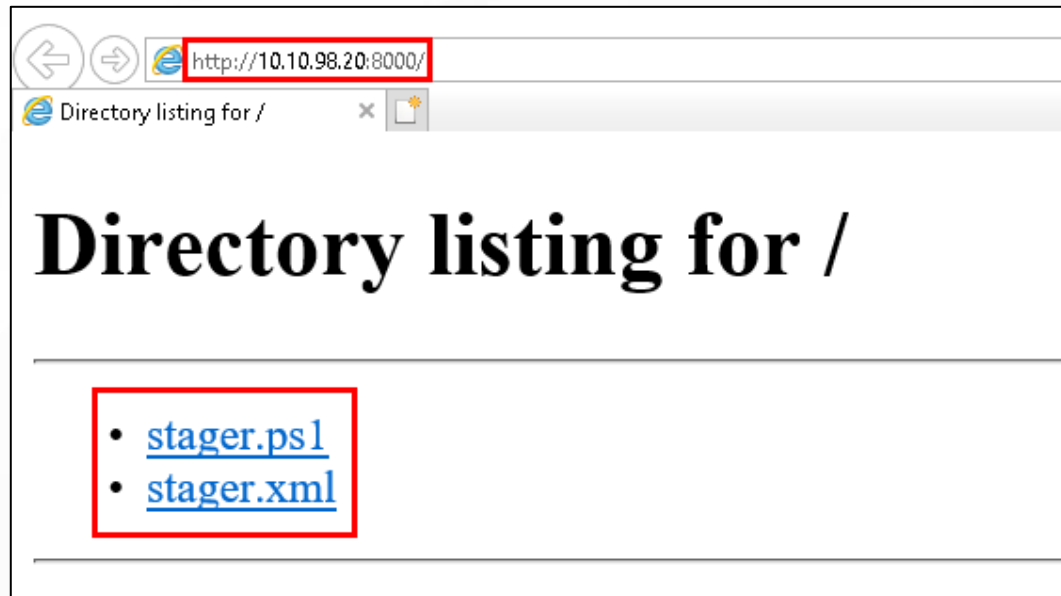 http://10.10.98.20:8000/
Directory listing for /
Directory listing for /
• stager.ps1
• stager.xml